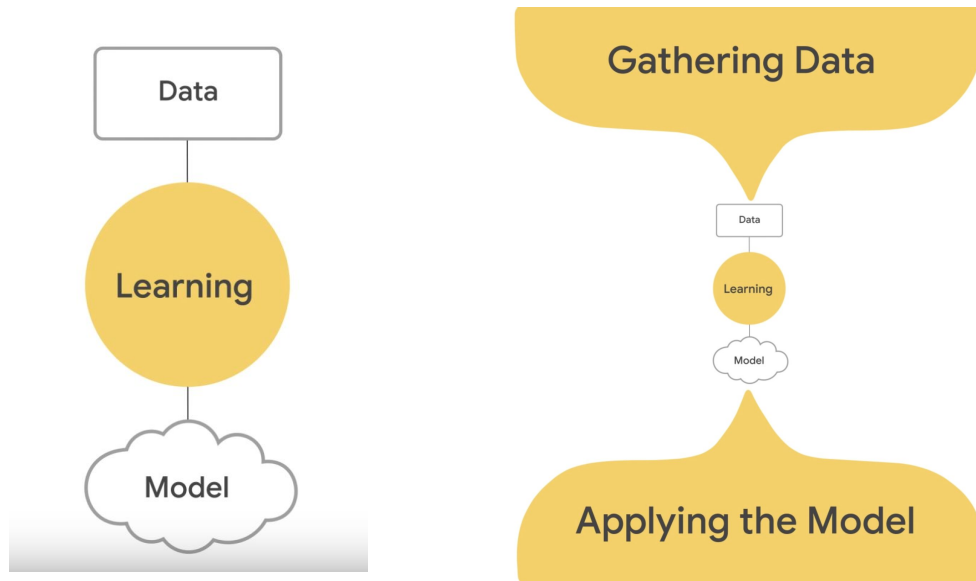 Data
Learning
Model
Gathering Data
Data
Learning
Model
Applying the Model